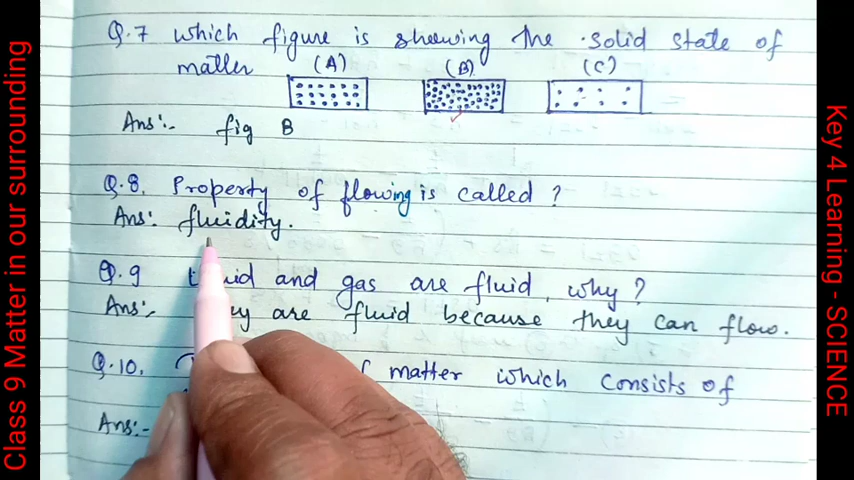 Class 9 Matter in our surrounding
Q.7 which figure is showing the solid state of
matter (A) (B) (C)
Ans:- fig B
Q.8. Property of flowing is called ?
Ans: fluidity.
Q.9 and gas are fluid, why?
Ans:- are fluid because they can flow.
Q.10. matter which consists of
Ans:-
Key 4 Learning - SCIENCE